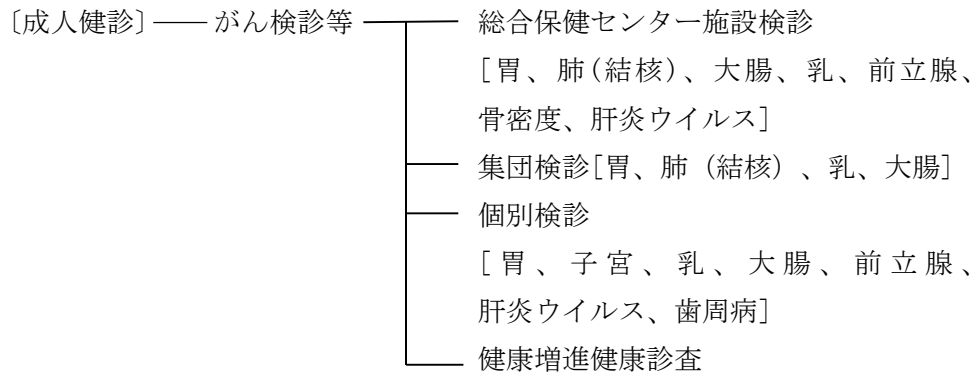 〔成人健診〕 がん検診等 総合保健センター施設検診
[胃、肺(結核)、大腸、乳、前立腺、
骨密度、肝炎ウイルス]
集団検診[胃、肺（結核）、乳、大腸]
個別検診
[胃、子宮、乳、大腸、前立腺、
肝炎ウイルス、歯周病]
健康増進健康診査